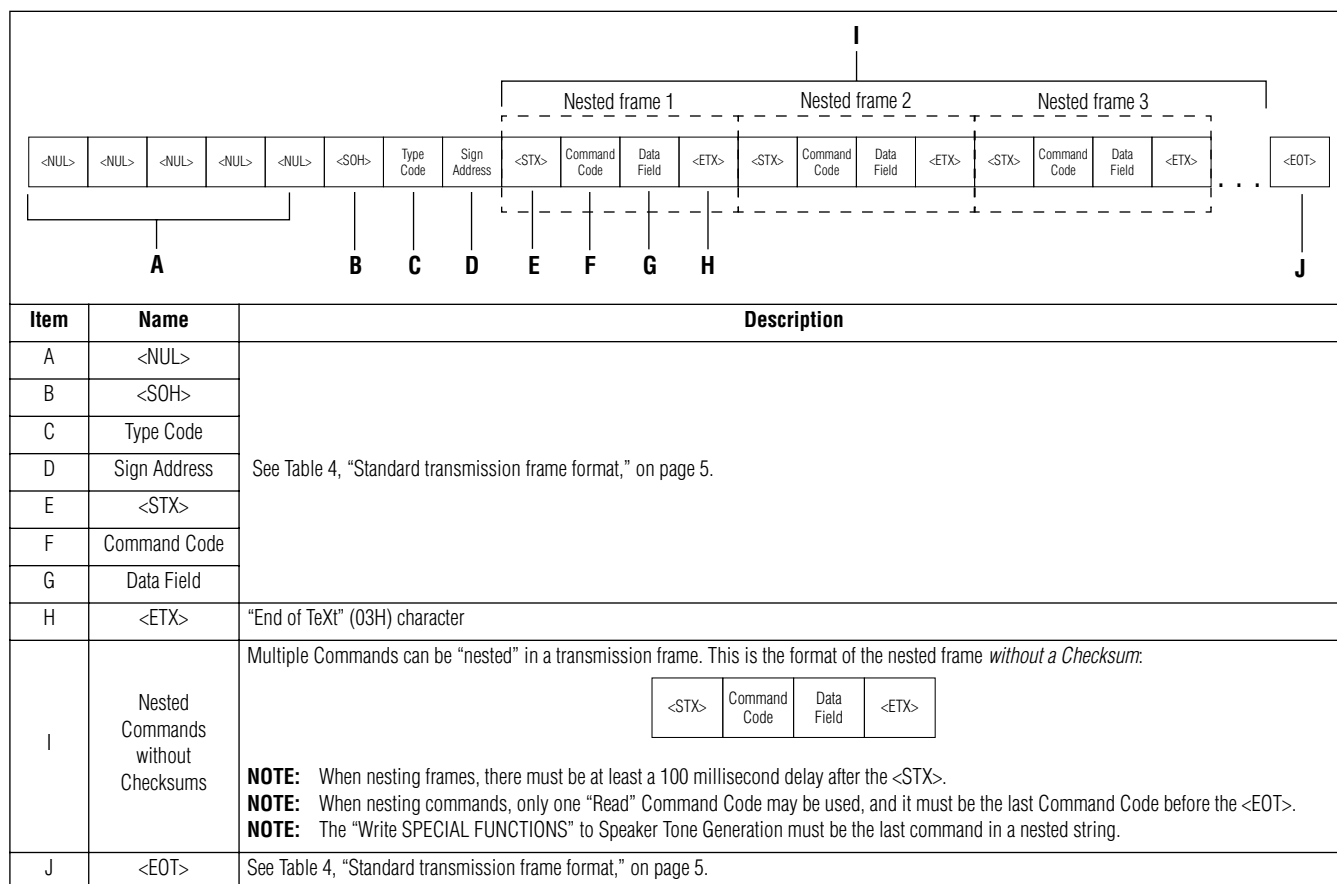 I
Nested frame 1 Nested frame 2 Nested frame 3
<NUL> <NUL> <NUL> <NUL> <NUL> <SOH> Type Code Sign Address <STX> Command Code Data Field <ETX> <STX> Command Code Data Field <ETX> <STX> Command Code Data Field <ETX> . . . <EOT>
A B C D E F G H J
Item Name Description
A <NUL>
B <SOH>
C Type Code
D Sign Address See Table 4, “Standard transmission frame format,” on page 5.
E <STX>
F Command Code
G Data Field
H <ETX> “End of TeXt” (03H) character
I Nested Commands without Checksums
Multiple Commands can be “nested” in a transmission frame. This is the format of the nested frame without a Checksum:
<STX> Command Code Data Field <ETX>
NOTE: When nesting frames, there must be at least a 100 millisecond delay after the <STX>.
NOTE: When nesting commands, only one “Read” Command Code may be used, and it must be the last Command Code before the <EOT>.
NOTE: The “Write SPECIAL FUNCTIONS” to Speaker Tone Generation must be the last command in a nested string.
J <EOT> See Table 4, “Standard transmission frame format,” on page 5.